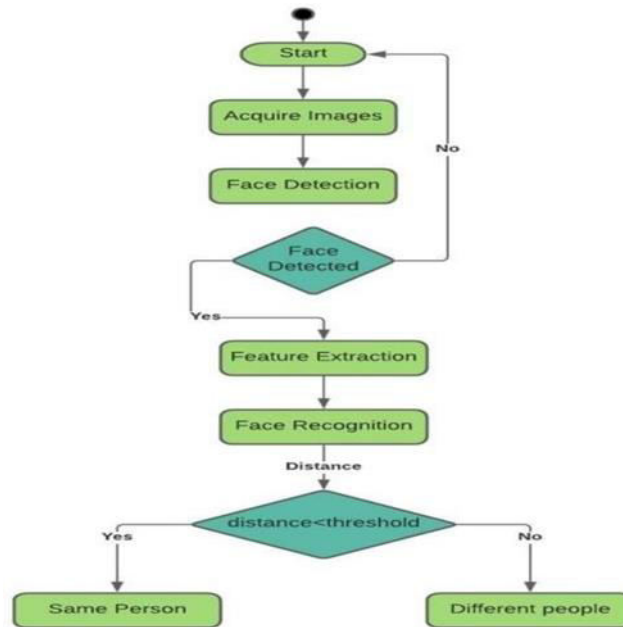 Start
Acquire Images
No
Face Detection
Face
Detected
Yes
Feature Extraction
Face Recognition
Distance
distance<threshold
Yes
No
Same Person
Different people